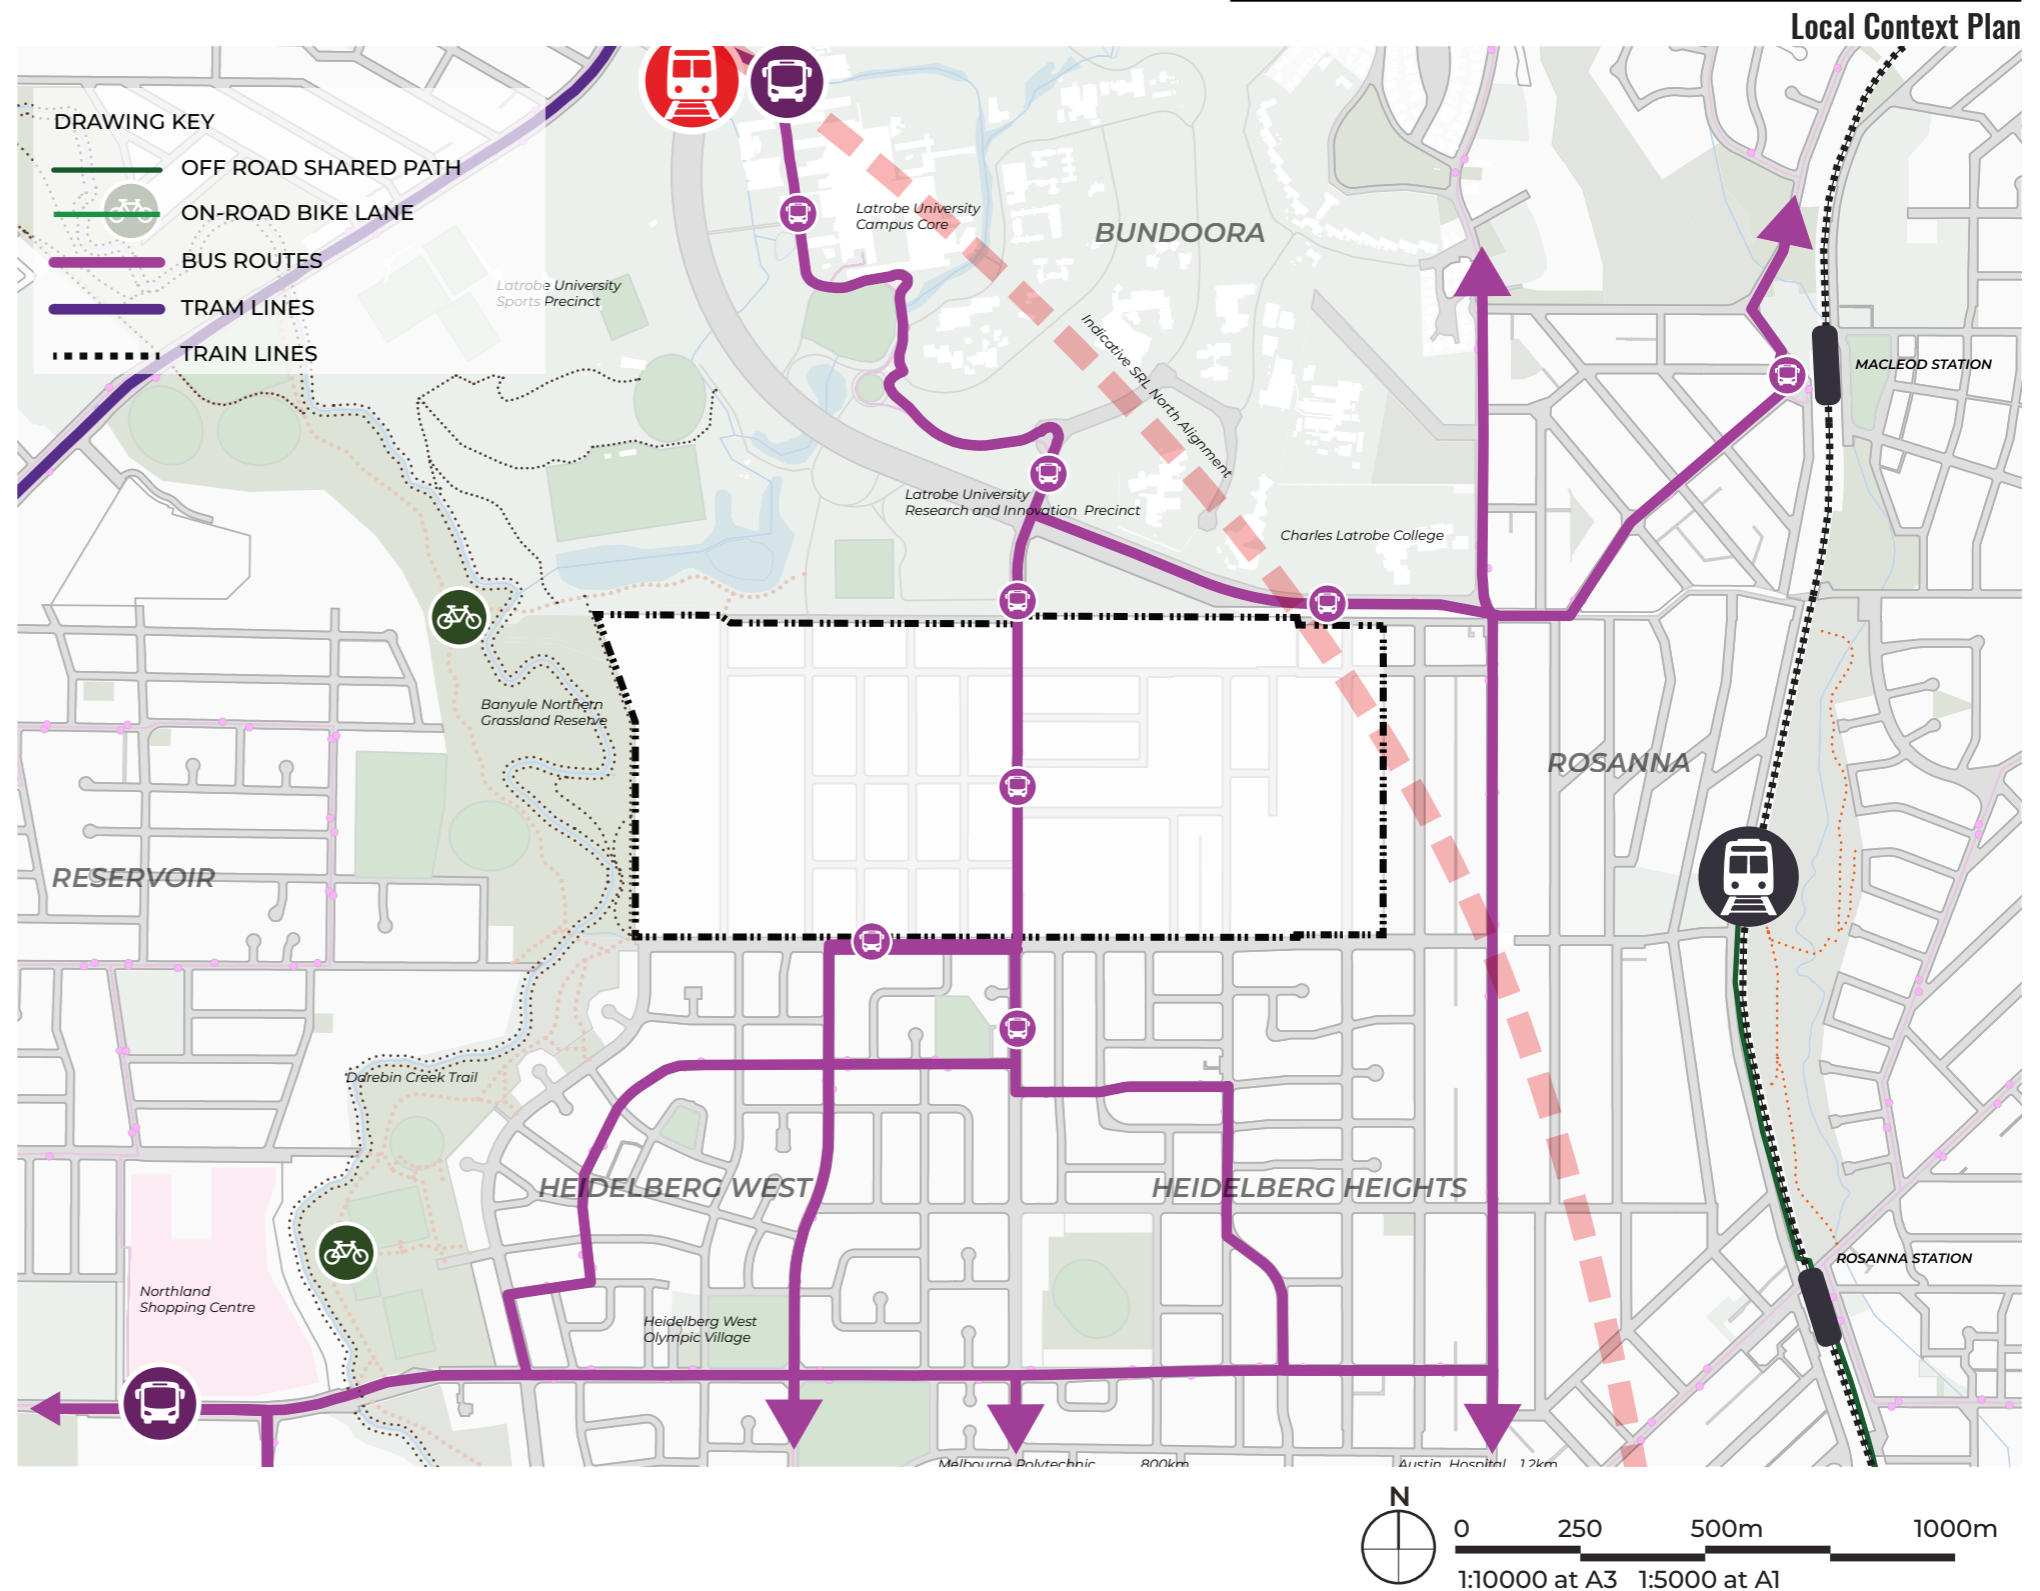 Local Context Plan
DRAWING KEY
OFF ROAD SHARED PATH
ON-ROAD BIKE LANE
BUS ROUTES
TRAM LINES
TRAIN LINES
Latrobe University
Campus Core
BUNDOORA
Latrobe University
Sports Precinct
Indicative SRL North Alignment
MACLEOD STATION
Latrobe University
Research and Innovation Precinct
Charles Latrobe College
Banyule Northern
Grassland Reserve
ROSANNA
RESERVOIR
Darebin Creek Trail
HEIDELBERG WEST
HEIDELBERG HEIGHTS
ROSANNA STATION
Northland
Shopping Centre
Heidelberg West
Olympic Village
Melbourne Polytechnic 800km
Austin Hospital 1.2km
N
0 250 500m 1000m
1:10000 at A3 1:5000 at A1